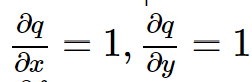 ∂q/∂x = 1, ∂q/∂y = 1